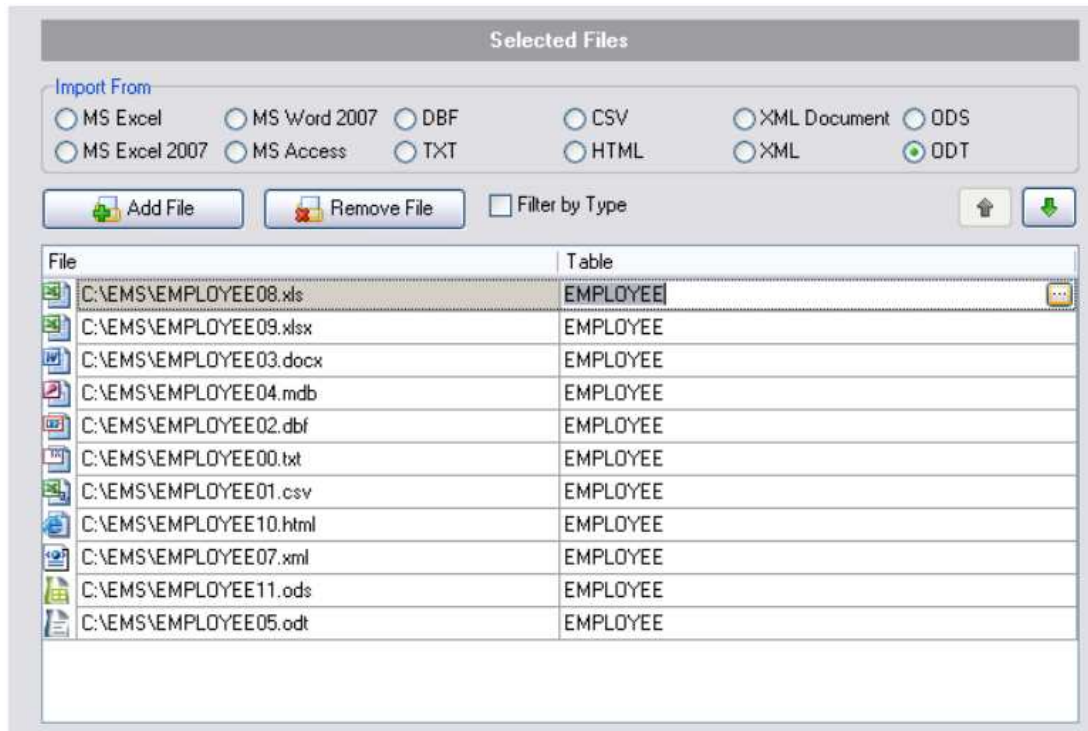 Selected Files
Import From
MS Excel MS Word 2007 DBF CSV XML Document ODS
MS Excel 2007 MS Access TXT HTML XML ODT
Add File Remove File Filter by Type
File Table
C:\EMS\EMPLOYEE08.xls EMPLOYEE ...
C:\EMS\EMPLOYEE09.xlsx EMPLOYEE
C:\EMS\EMPLOYEE03.docx EMPLOYEE
C:\EMS\EMPLOYEE04.mdb EMPLOYEE
C:\EMS\EMPLOYEE02.dbf EMPLOYEE
C:\EMS\EMPLOYEE00.txt EMPLOYEE
C:\EMS\EMPLOYEE01.csv EMPLOYEE
C:\EMS\EMPLOYEE10.html EMPLOYEE
C:\EMS\EMPLOYEE07.xml EMPLOYEE
C:\EMS\EMPLOYEE11.ods EMPLOYEE
C:\EMS\EMPLOYEE05.odt EMPLOYEE